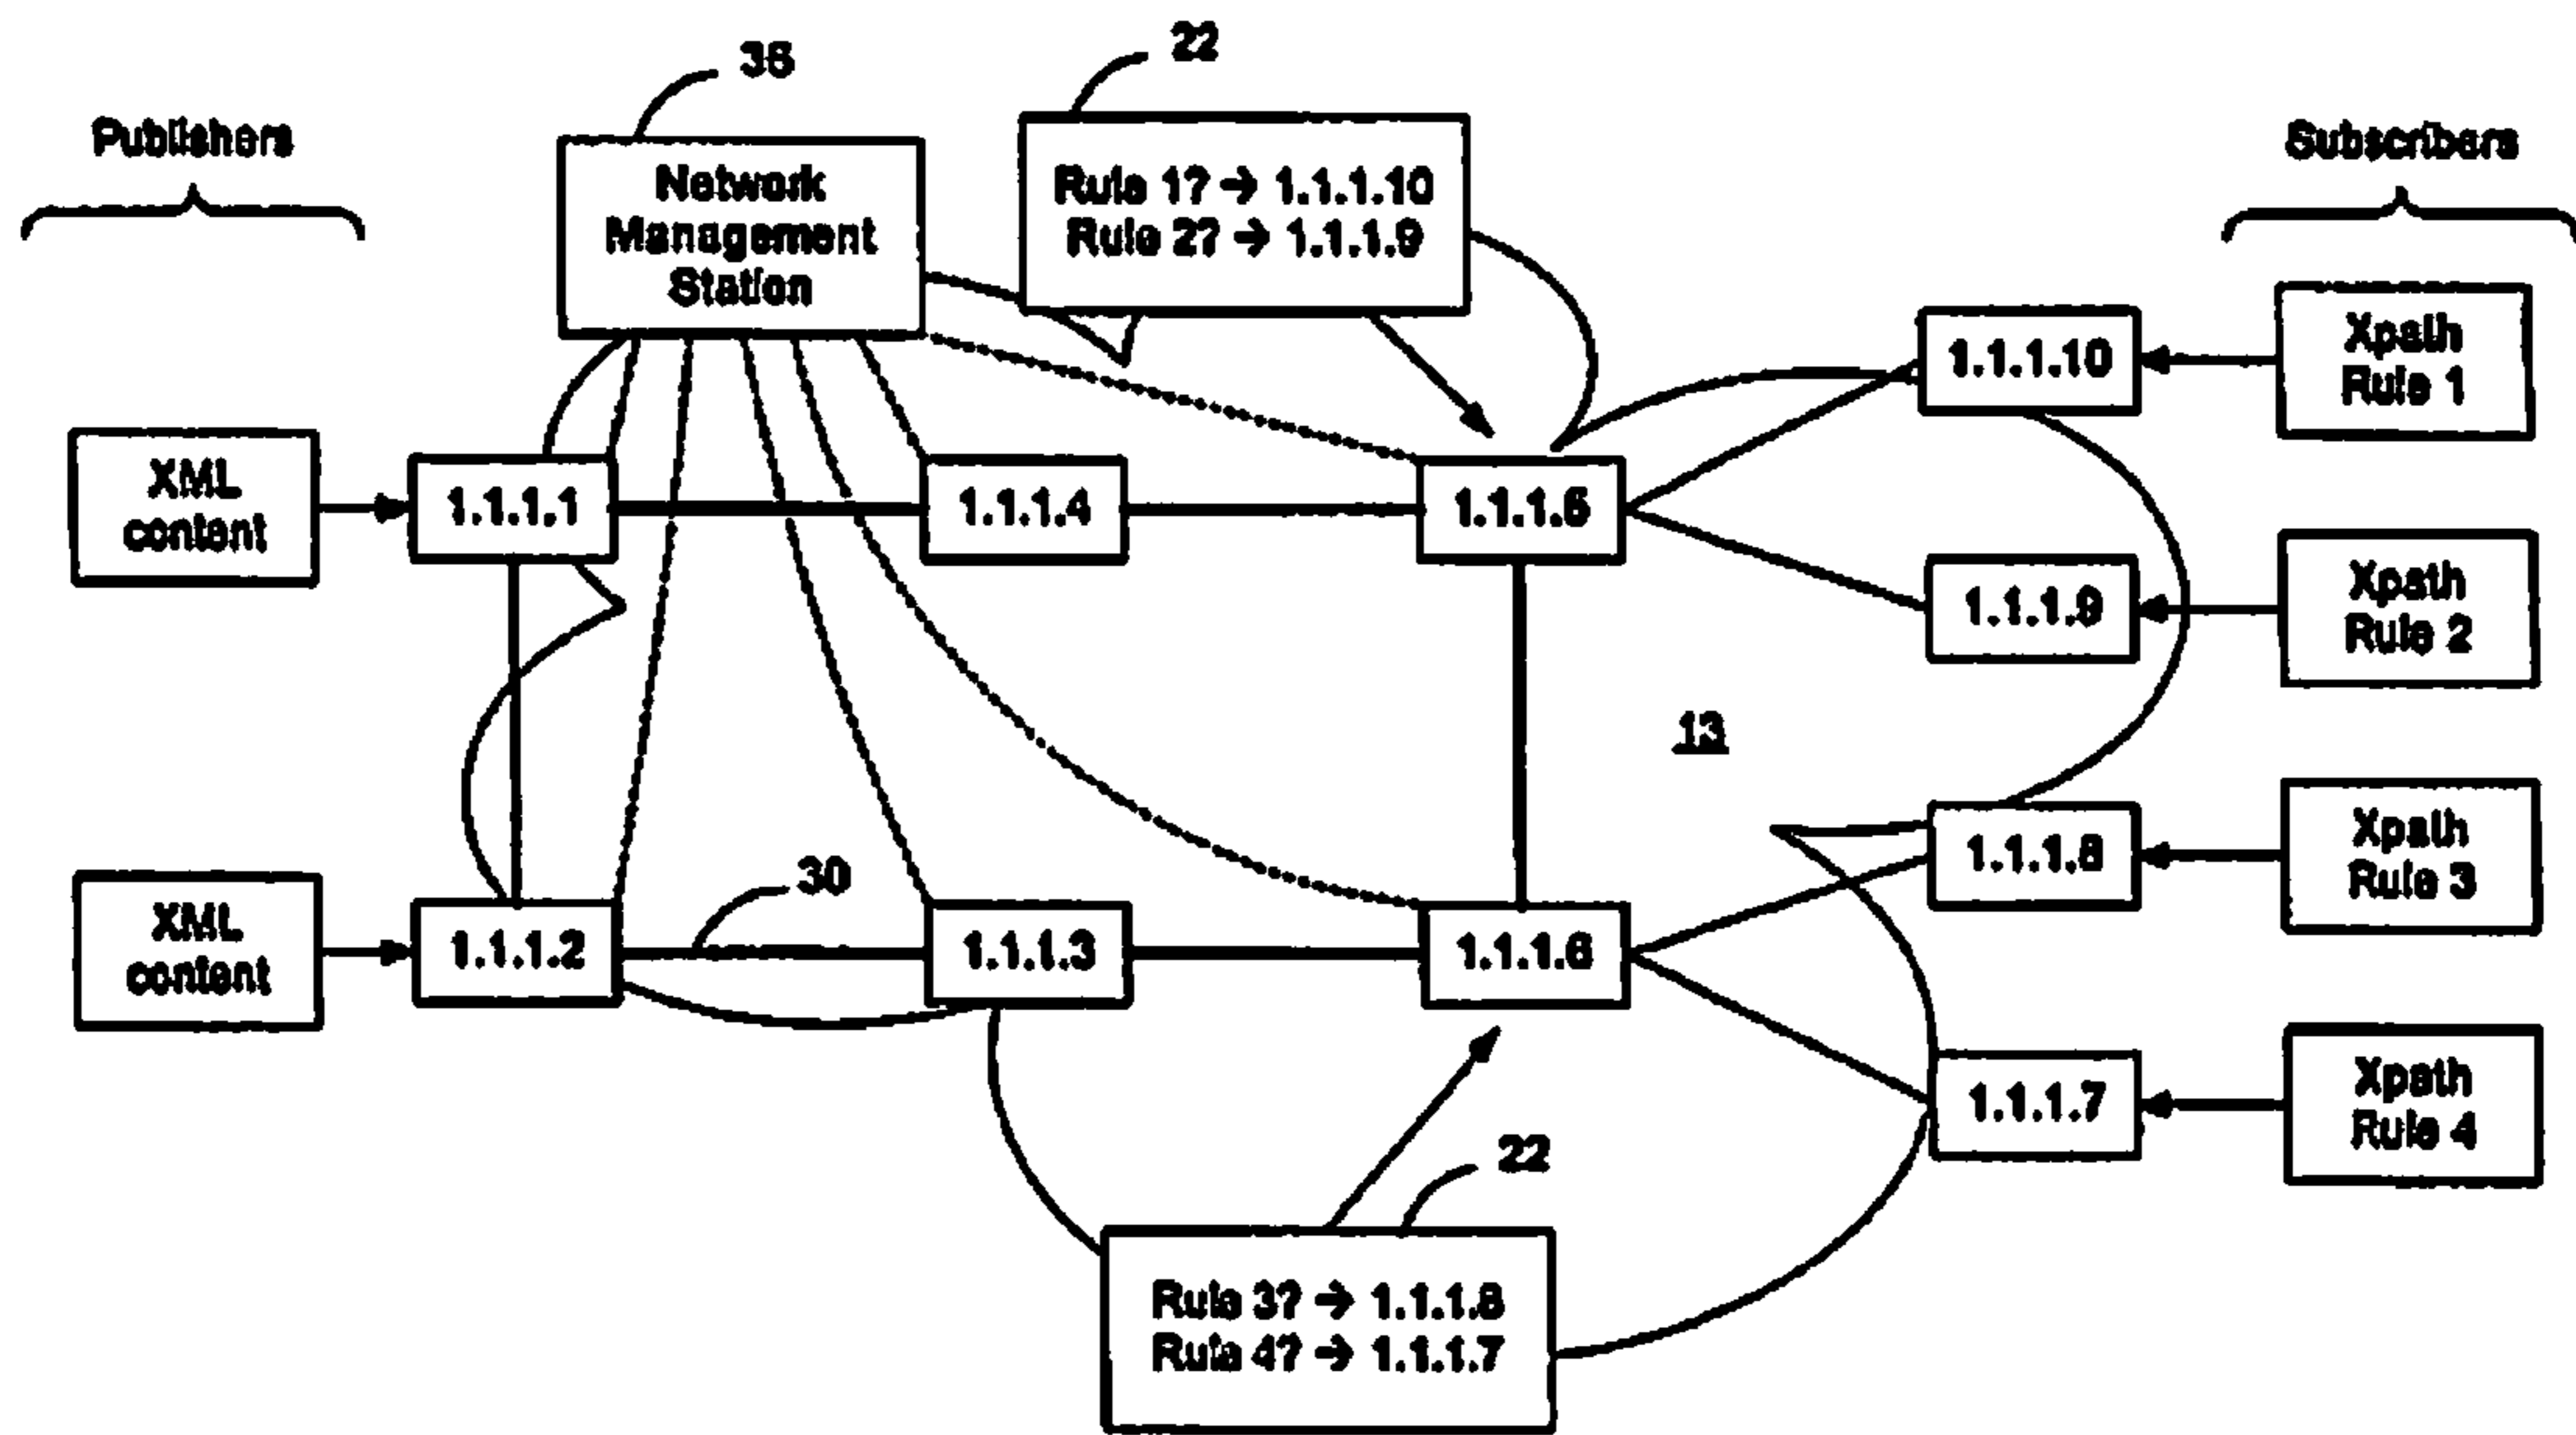 36
22
Publishers
Subscribers
Network
Management
Station
Rule 1? → 1.1.1.10
Rule 2? → 1.1.1.9
1.1.1.10
Xpath
Rule 1
XML
content
1.1.1.1
1.1.1.4
1.1.1.5
1.1.1.9
Xpath
Rule 2
13
1.1.1.8
Xpath
Rule 3
30
XML
content
1.1.1.2
1.1.1.3
1.1.1.6
1.1.1.7
Xpath
Rule 4
22
Rule 3? → 1.1.1.8
Rule 4? → 1.1.1.7